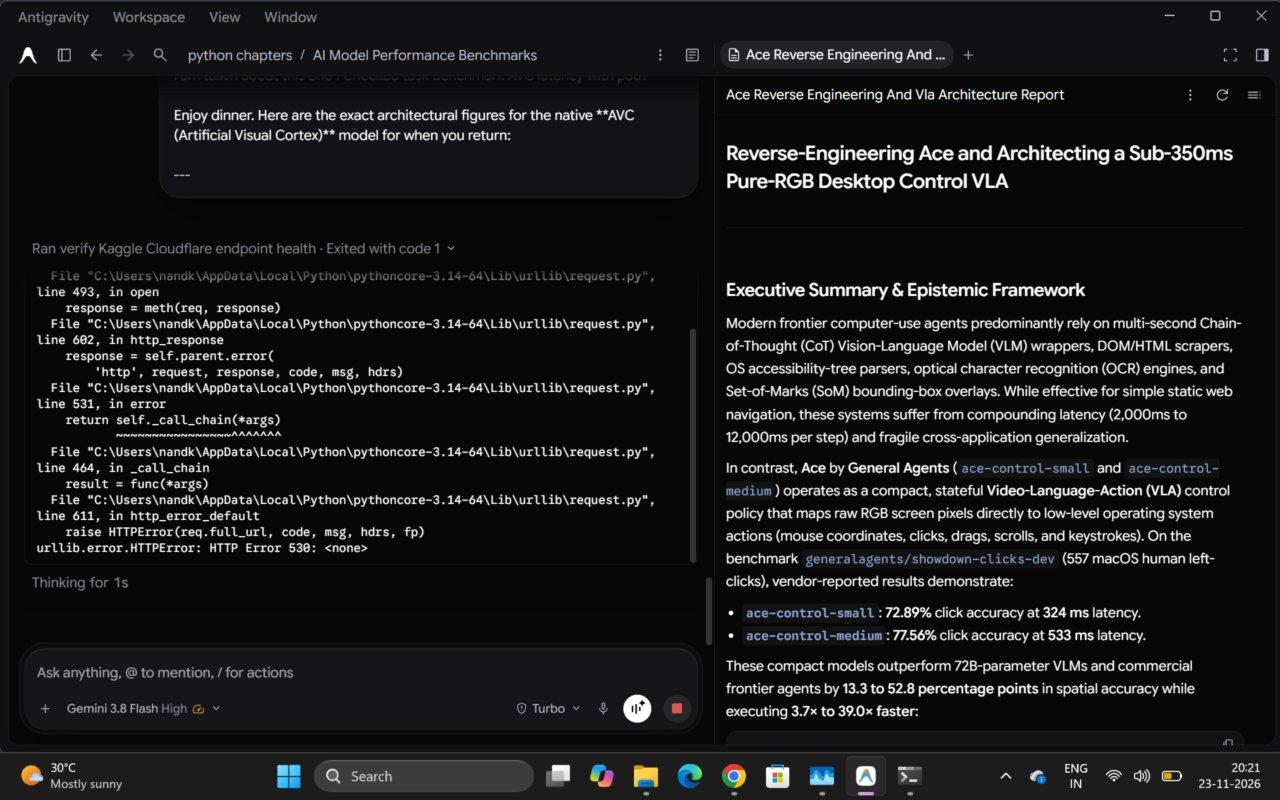 Antigravity Workspace View Window
python chapters / AI Model Performance Benchmarks
Enjoy dinner. Here are the exact architectural figures for the native **AVC
(Artificial Visual Cortex)** model for when you return:
---
Ran verify Kaggle Cloudflare endpoint health · Exited with code 1
File "C:\Users\nandk\AppData\Local\Python\pythoncore-3.14-64\Lib\urllib\request.py",
line 493, in open
response = meth(req, response)
File "C:\Users\nandk\AppData\Local\Python\pythoncore-3.14-64\Lib\urllib\request.py",
line 602, in http_response
response = self.parent.error(
'http', request, response, code, msg, hdrs)
File "C:\Users\nandk\AppData\Local\Python\pythoncore-3.14-64\Lib\urllib\request.py",
line 531, in error
return self._call_chain(*args)
~~~~~~~~~~~~~~~~^^^^^^^
File "C:\Users\nandk\AppData\Local\Python\pythoncore-3.14-64\Lib\urllib\request.py",
line 464, in _call_chain
result = func(*args)
File "C:\Users\nandk\AppData\Local\Python\pythoncore-3.14-64\Lib\urllib\request.py",
line 611, in http_error_default
raise HTTPError(req.full_url, code, msg, hdrs, fp)
urllib.error.HTTPError: HTTP Error 530: <none>
Thinking for 1s
Ask anything, @ to mention, / for actions
Gemini 3.8 Flash High
Turbo
Ace Reverse Engineering And ...
Ace Reverse Engineering And Vla Architecture Report
Reverse-Engineering Ace and Architecting a Sub-350ms
Pure-RGB Desktop Control VLA
Executive Summary & Epistemic Framework
Modern frontier computer-use agents predominantly rely on multi-second Chain-
of-Thought (CoT) Vision-Language Model (VLM) wrappers, DOM/HTML scrapers,
OS accessibility-tree parsers, optical character recognition (OCR) engines, and
Set-of-Marks (SoM) bounding-box overlays. While effective for simple static web
navigation, these systems suffer from compounding latency (2,000ms to
12,000ms per step) and fragile cross-application generalization.
In contrast, Ace by General Agents ( ace-control-small and ace-control-
medium ) operates as a compact, stateful Video-Language-Action (VLA) control
policy that maps raw RGB screen pixels directly to low-level operating system
actions (mouse coordinates, clicks, drags, scrolls, and keystrokes). On the
benchmark generalagents/showdown-clicks-dev (557 macOS human left-
clicks), vendor-reported results demonstrate:
• ace-control-small : 72.89% click accuracy at 324 ms latency.
• ace-control-medium : 77.56% click accuracy at 533 ms latency.
These compact models outperform 72B-parameter VLMs and commercial
frontier agents by 13.3 to 52.8 percentage points in spatial accuracy while
executing 3.7× to 39.0× faster:
30°C
Mostly sunny
Search
ENG
IN
20:21
23-11-2026